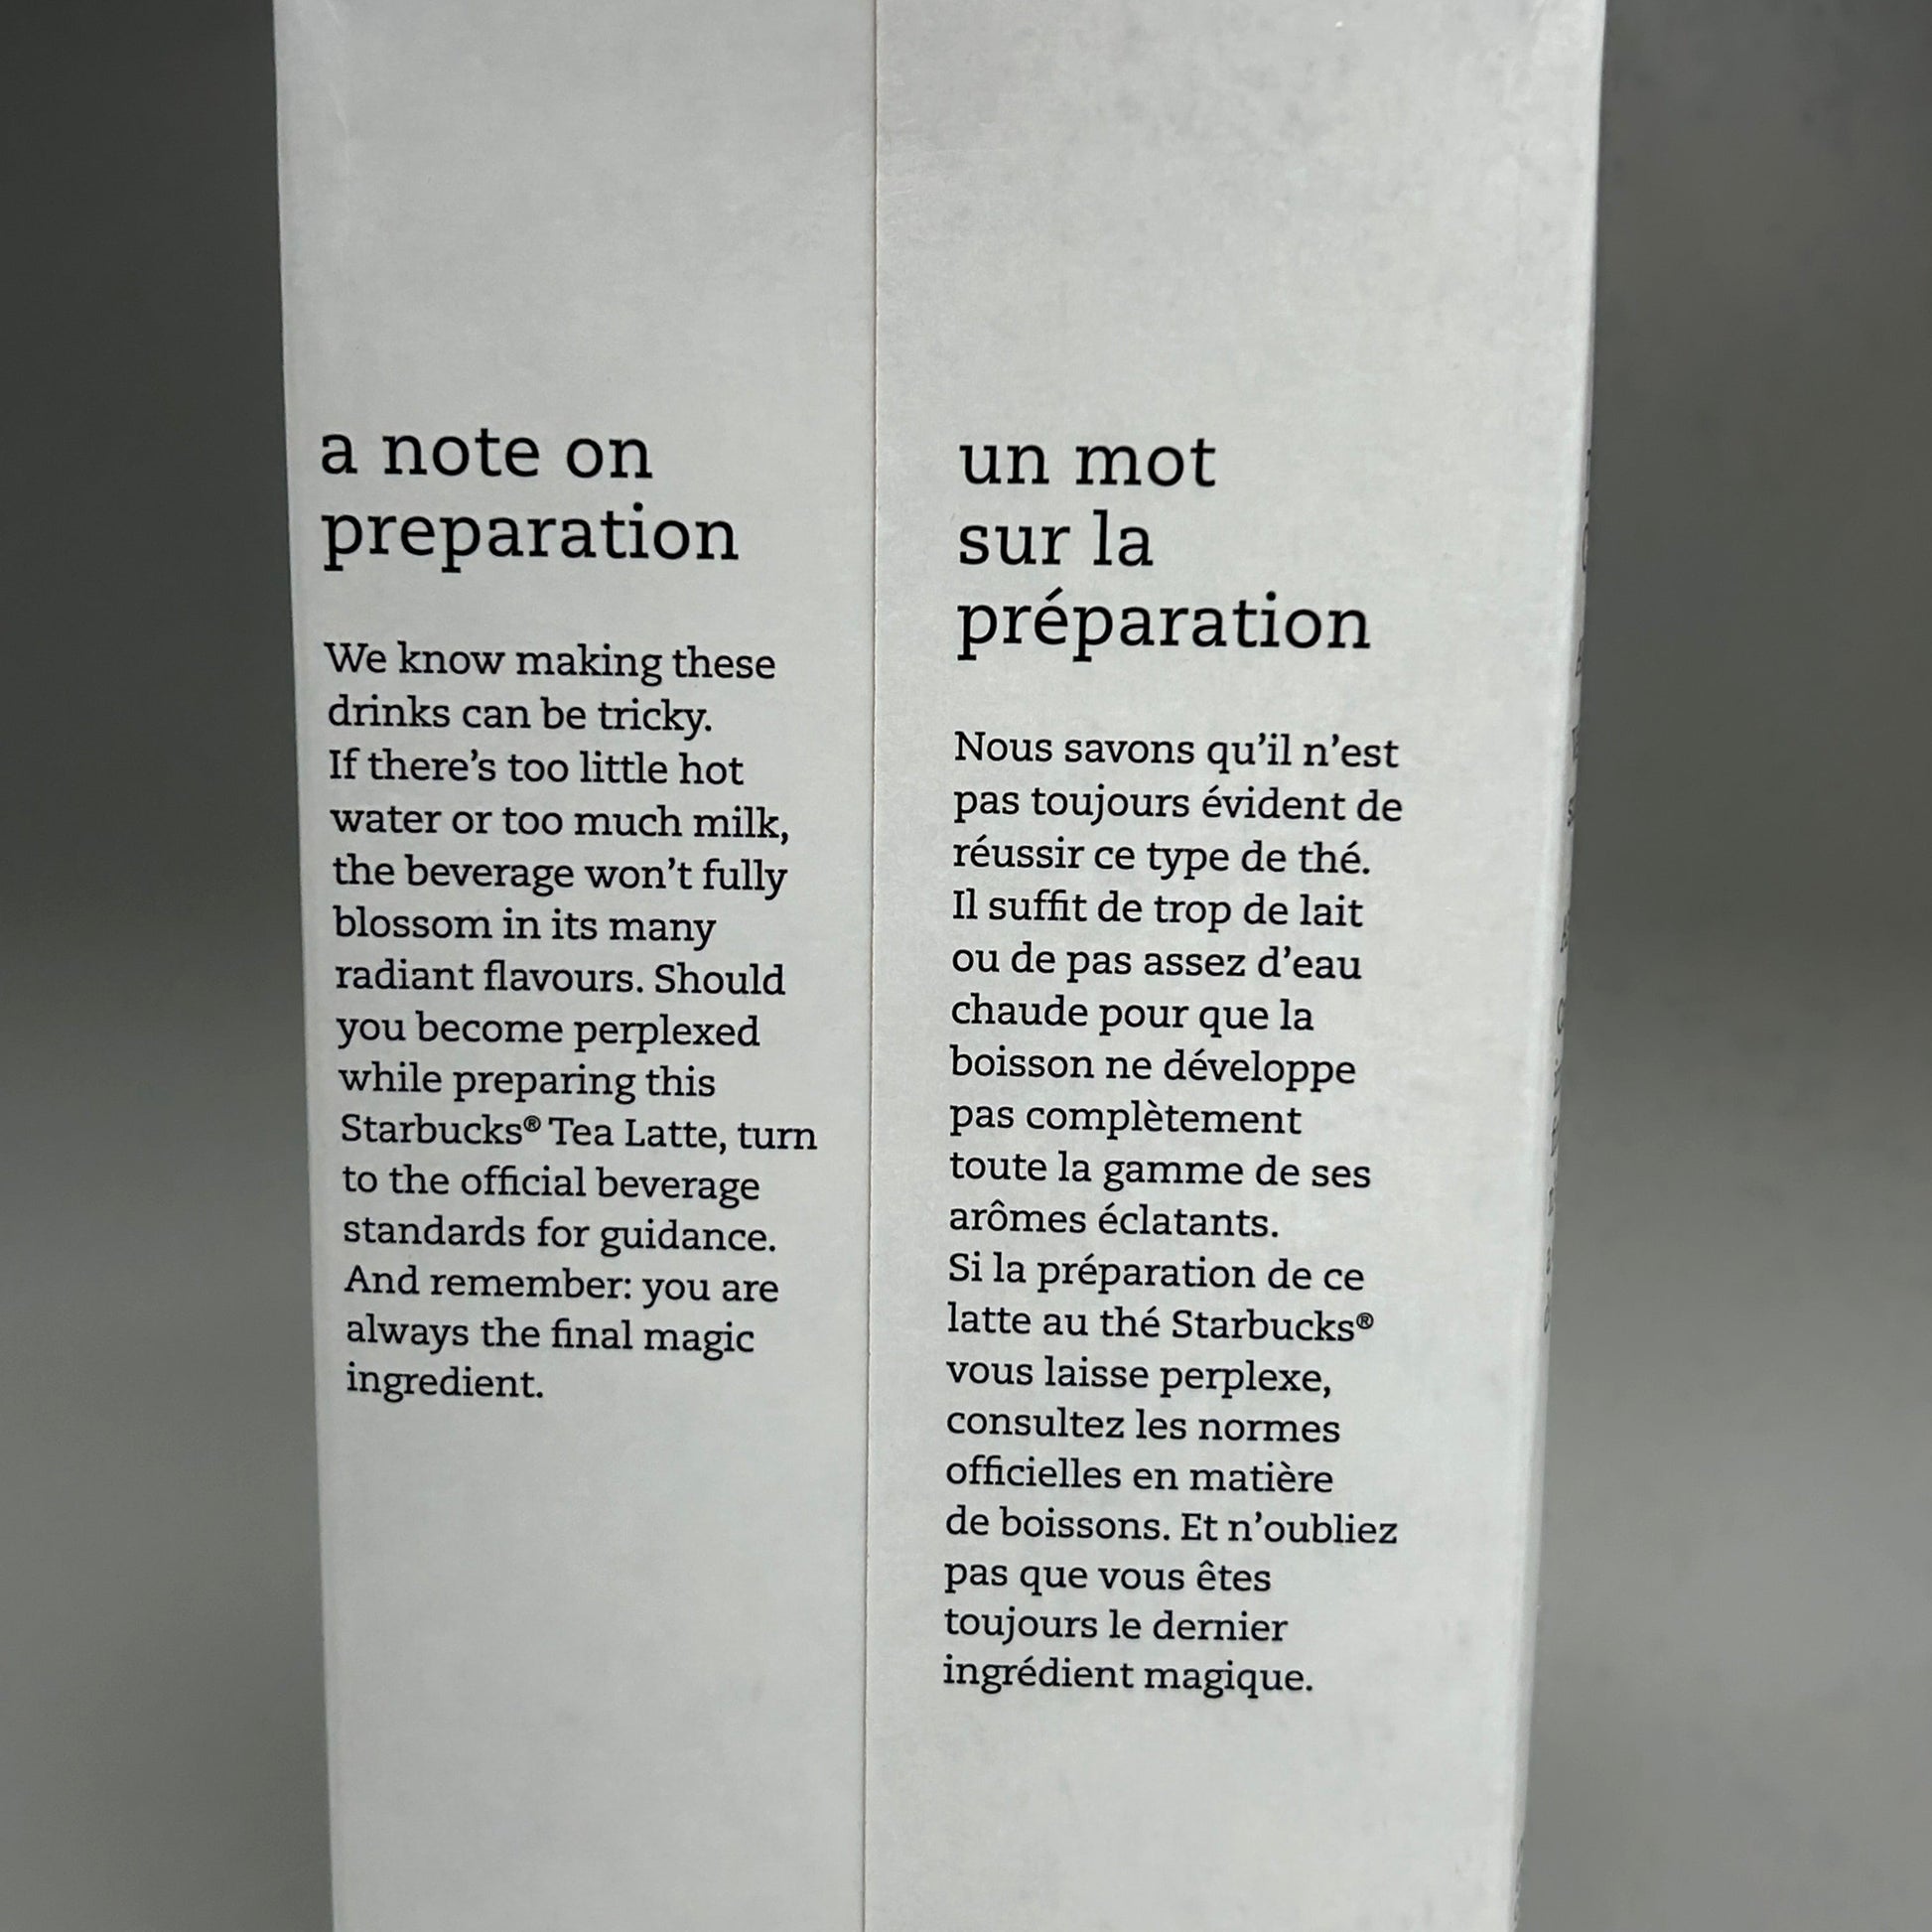 a note on
preparation
We know making these
drinks can be tricky.
If there's too little hot
water or too much milk,
the beverage won't fully
blossom in its many
radiant flavours. Should
you become perplexed
while preparing this
Starbucks® Tea Latte, turn
to the official beverage
standards for guidance.
And remember: you are
always the final magic
ingredient.
un mot
sur la
préparation
Nous savons qu'il n'est
pas toujours évident de
réussir ce type de thé.
Il suffit de trop de lait
ou de pas assez d'eau
chaude pour que la
boisson ne développe
pas complètement
toute la gamme de ses
arômes éclatants.
Si la préparation de ce
latte au thé Starbucks®
vous laisse perplexe,
consultez les normes
officielles en matière
de boissons. Et n'oubliez
pas que vous êtes
toujours le dernier
ingrédient magique.